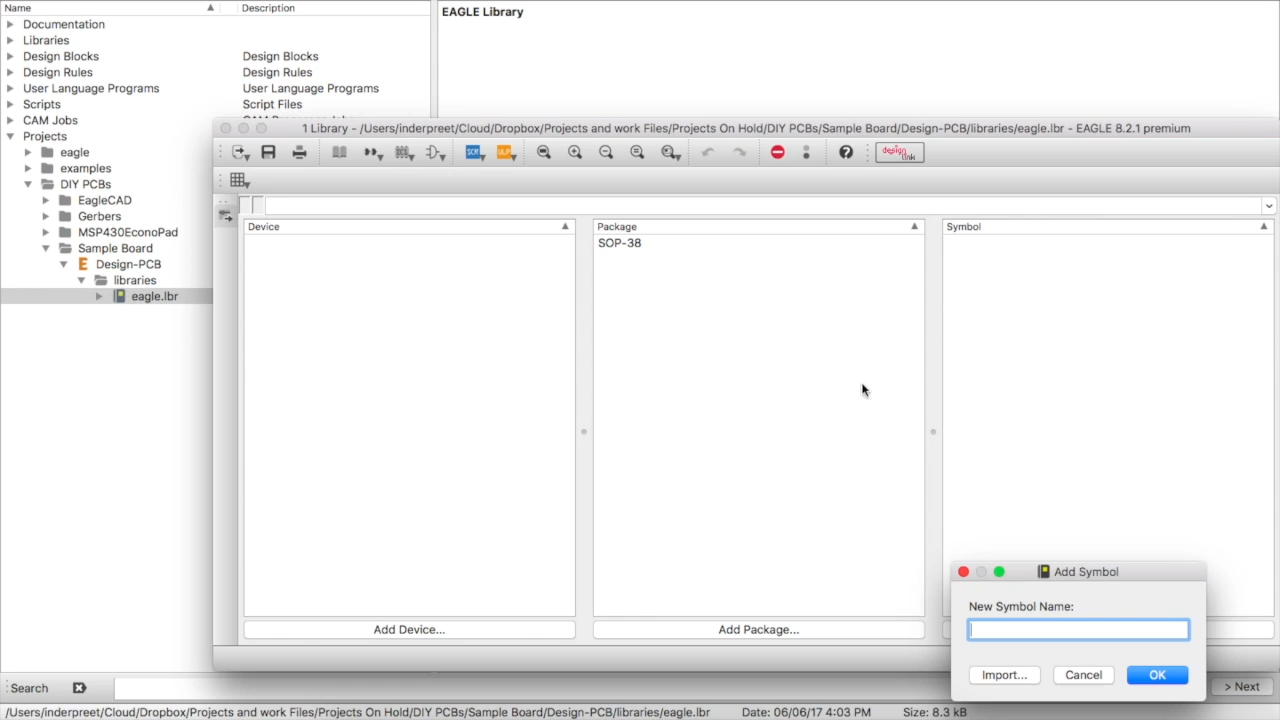 Name Description
Documentation
Libraries
Design Blocks Design Blocks
Design Rules Design Rules
User Language Programs User Language Programs
Scripts Script Files
CAM Jobs
Projects
eagle
examples
DIY PCBs
EagleCAD
Gerbers
MSP430EconoPad
Sample Board
Design-PCB
libraries
eagle.lbr
EAGLE Library
1 Library - /Users/inderpreet/Cloud/Dropbox/Projects and work Files/Projects On Hold/DIY PCBs/Sample Board/Design-PCB/libraries/eagle.lbr - EAGLE 8.2.1 premium
SCR
ULP
design link
Device
Package
SOP-38
Symbol
Add Device...
Add Package...
Add Symbol
New Symbol Name:
Import...
Cancel
OK
Search
> Next
/Users/inderpreet/Cloud/Dropbox/Projects and work Files/Projects On Hold/DIY PCBs/Sample Board/Design-PCB/libraries/eagle.lbr Date: 06/06/17 4:03 PM Size: 8.3 kB